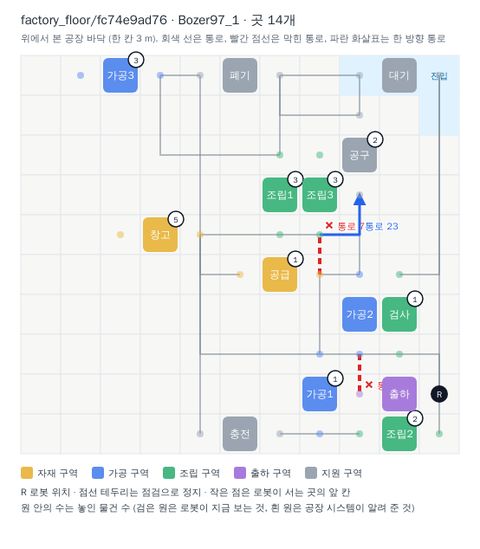 factory_floor/fc74e9ad76 · Bozer97_1 · 곳 14개
위에서 본 공장 바닥 (한 칸 3 m). 회색 선은 통로, 빨간 점선은 막힌 통로, 파란 화살표는 한 방향 통로
가공3 3
폐기
대기
진입
공구 2
조립1 3
조립3 3
창고 5
✖ 통로 7
통로 23
공급 1
가공2
검사 1
가공1 1
✖
출하
R
충전
조립2 2
자재 구역 가공 구역 조립 구역 출하 구역 지원 구역
R 로봇 위치 · 점선 테두리는 점검으로 정지 · 작은 점은 로봇이 서는 곳의 앞 칸
원 안의 수는 놓인 물건 수 (검은 원은 로봇이 지금 보는 것, 흰 원은 공장 시스템이 알려 준 것)